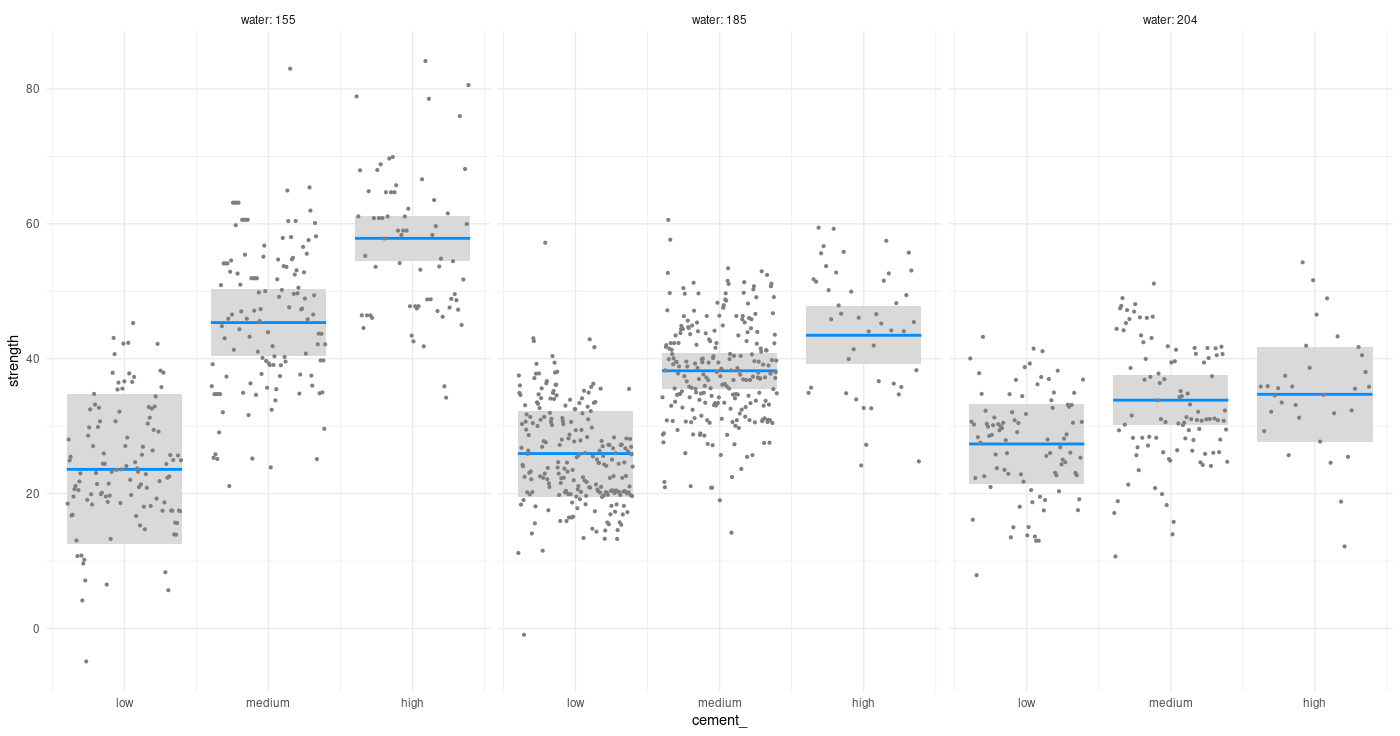 water: 155
water: 185
water: 204
80
60
40
20
0
strength
low
medium
high
low
medium
high
low
medium
high
cement_